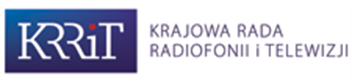 KRRiT
KRAJOWA RADA
RADIOFONII i TELEWIZJI